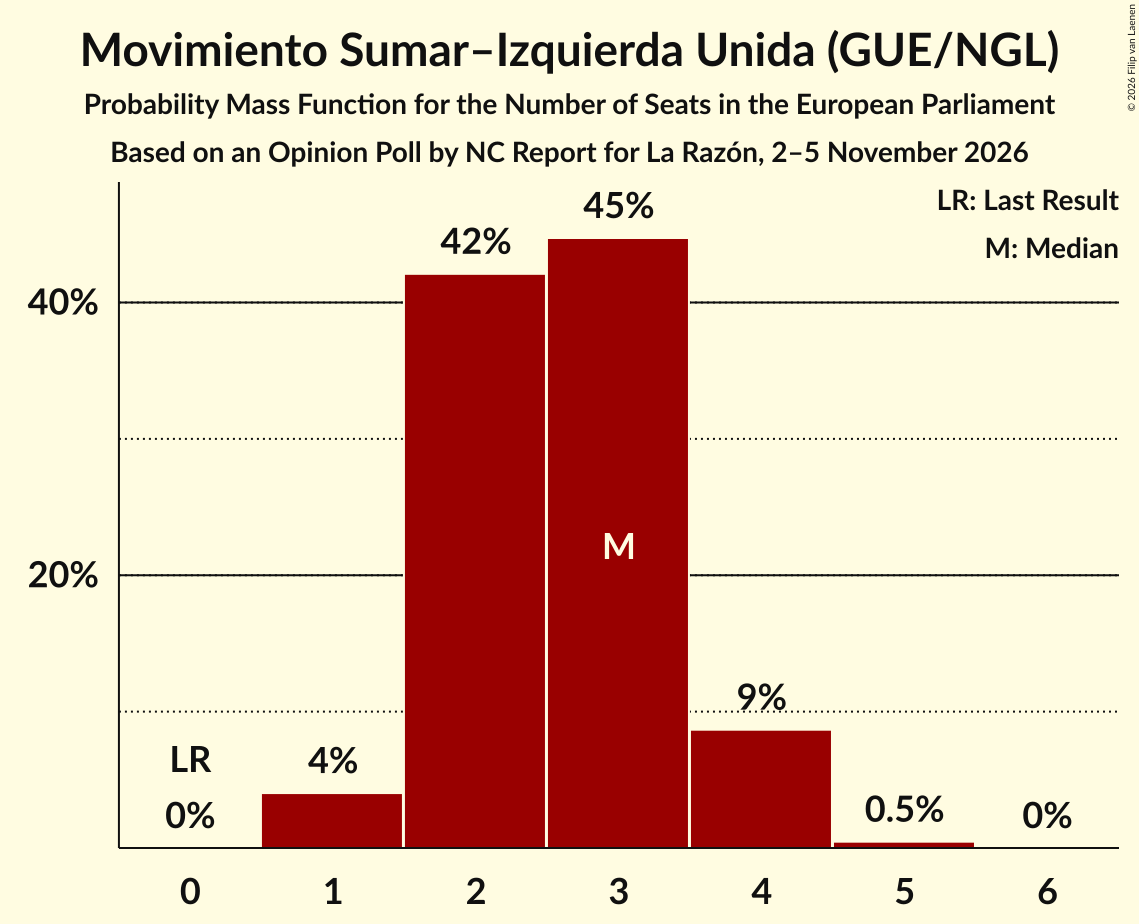 Movimiento Sumar–Izquierda Unida (GUE/NGL)
Probability Mass Function for the Number of Seats in the European Parliament
Based on an Opinion Poll by NC Report for La Razón, 2–5 November 2026
© 2026 Filip van Laenen
LR: Last Result
M: Median
45%
42%
40%
M
20%
9%
LR
4%
0%
0.5%
0%
0 1 2 3 4 5 6